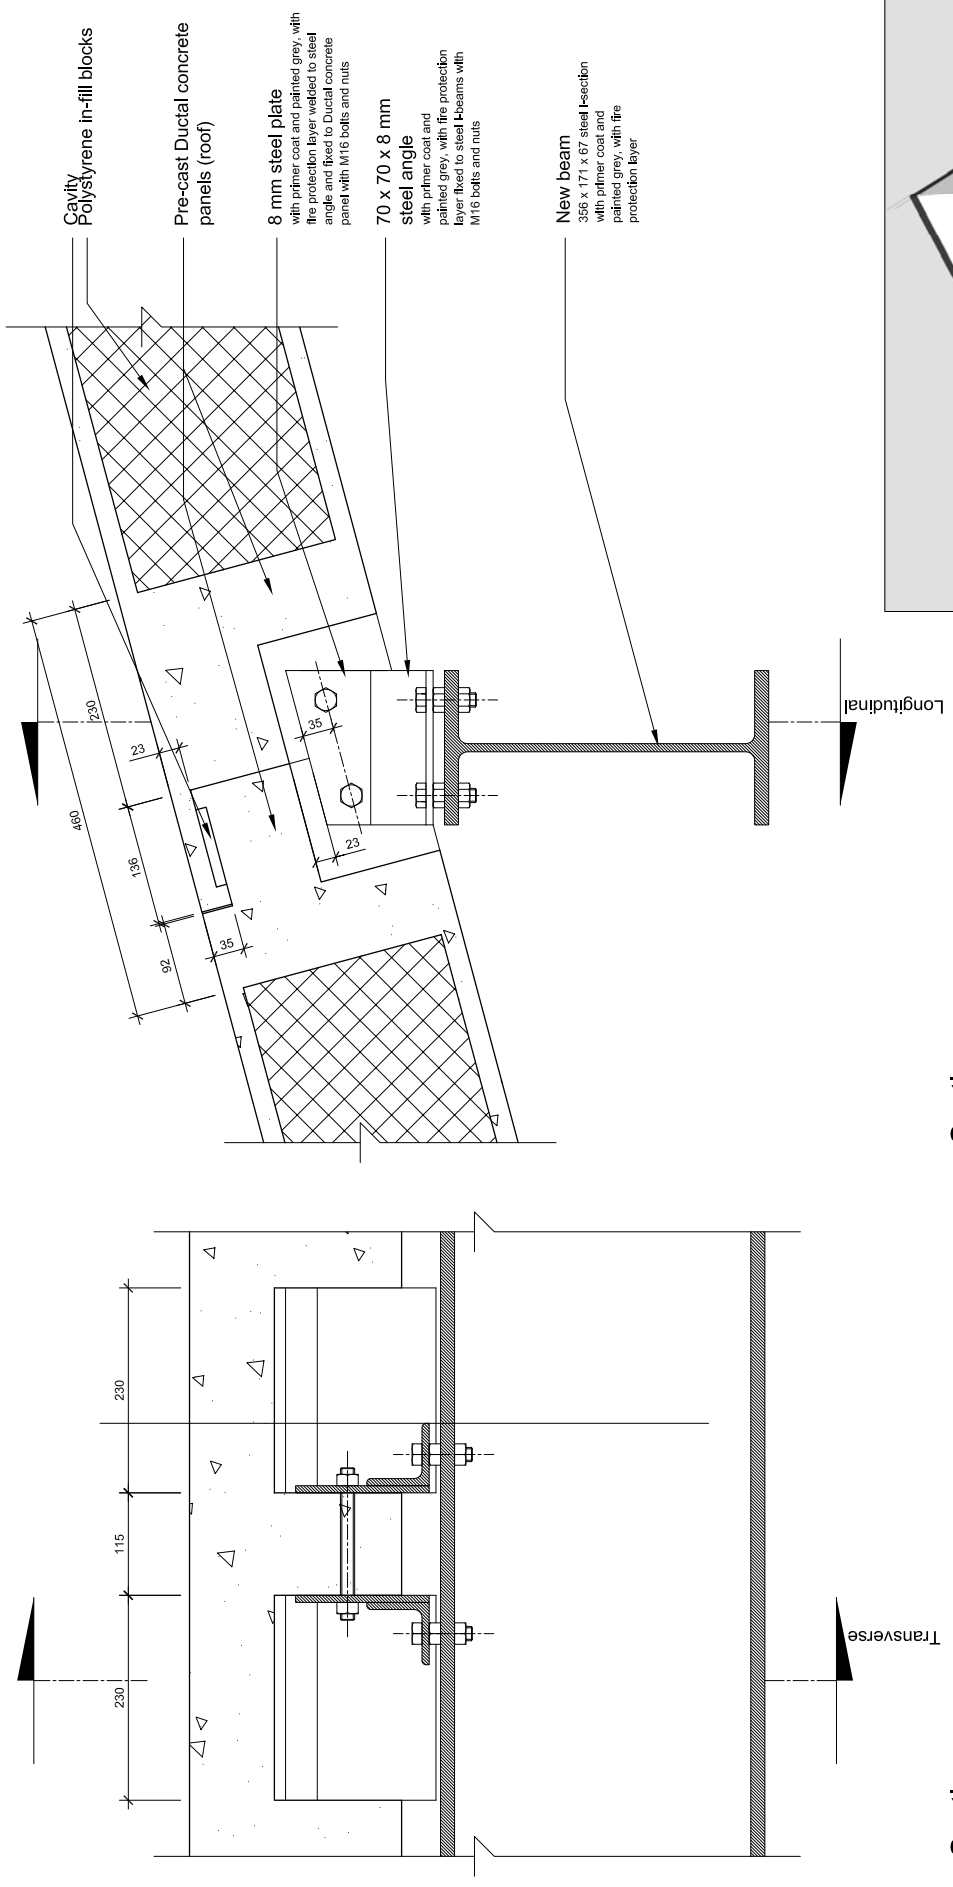 Cavity
Polystyrene in-fill blocks
Pre-cast Ductal concrete
panels (roof)
8 mm steel plate
with primer coat and painted grey, with
fire protection layer welded to steel
angle and fixed to Ductal concrete
panel with M16 bolts and nuts
70 x 70 x 8 mm
steel angle
with primer coat and
painted grey, with fire protection
layer fixed to steel I-beams with
M16 bolts and nuts
New beam
356 x 171 x 67 steel I-section
with primer coat and
painted grey, with fire
protection layer
460
230
136
92
23
35
35
23
Longitudinal
230
115
230
Transverse